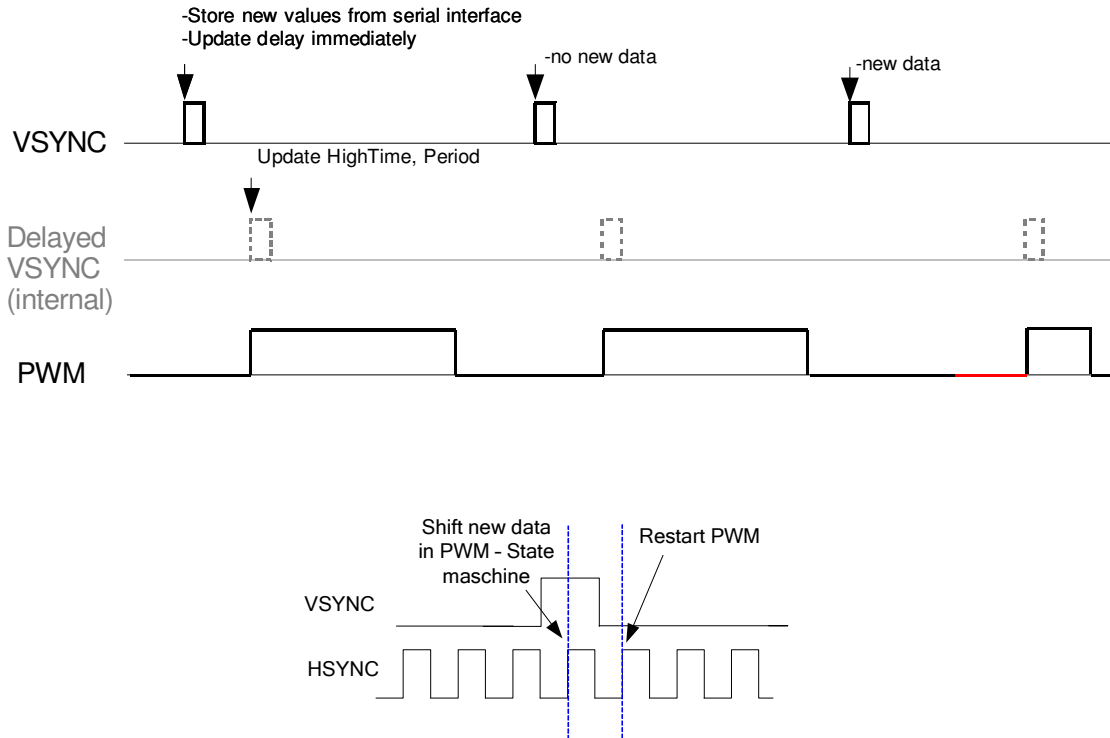 -Store new values from serial interface
-Update delay immediately
-no new data
-new data
VSYNC
Update HighTime, Period
Delayed
VSYNC
(internal)
PWM
Shift new data
in PWM - State
maschine
Restart PWM
VSYNC
HSYNC